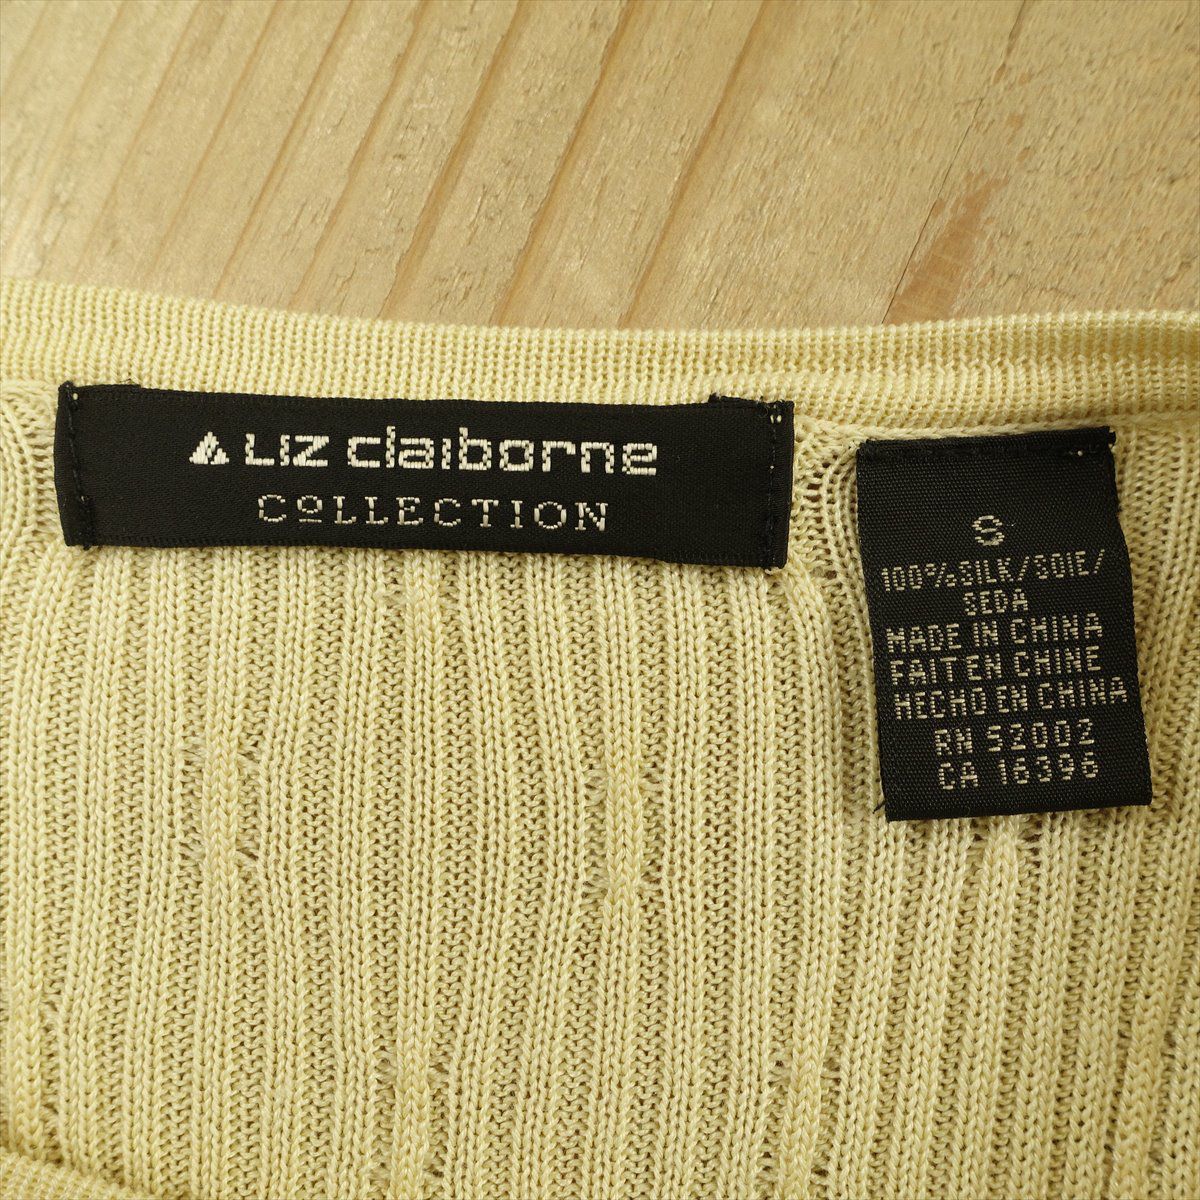 LIZ claiborne
COLLECTION
S
100%SILK/SOIE/
SEDA
MADE IN CHINA
FAIT EN CHINE
HECHO EN CHINA
RN 52002
CA 16396